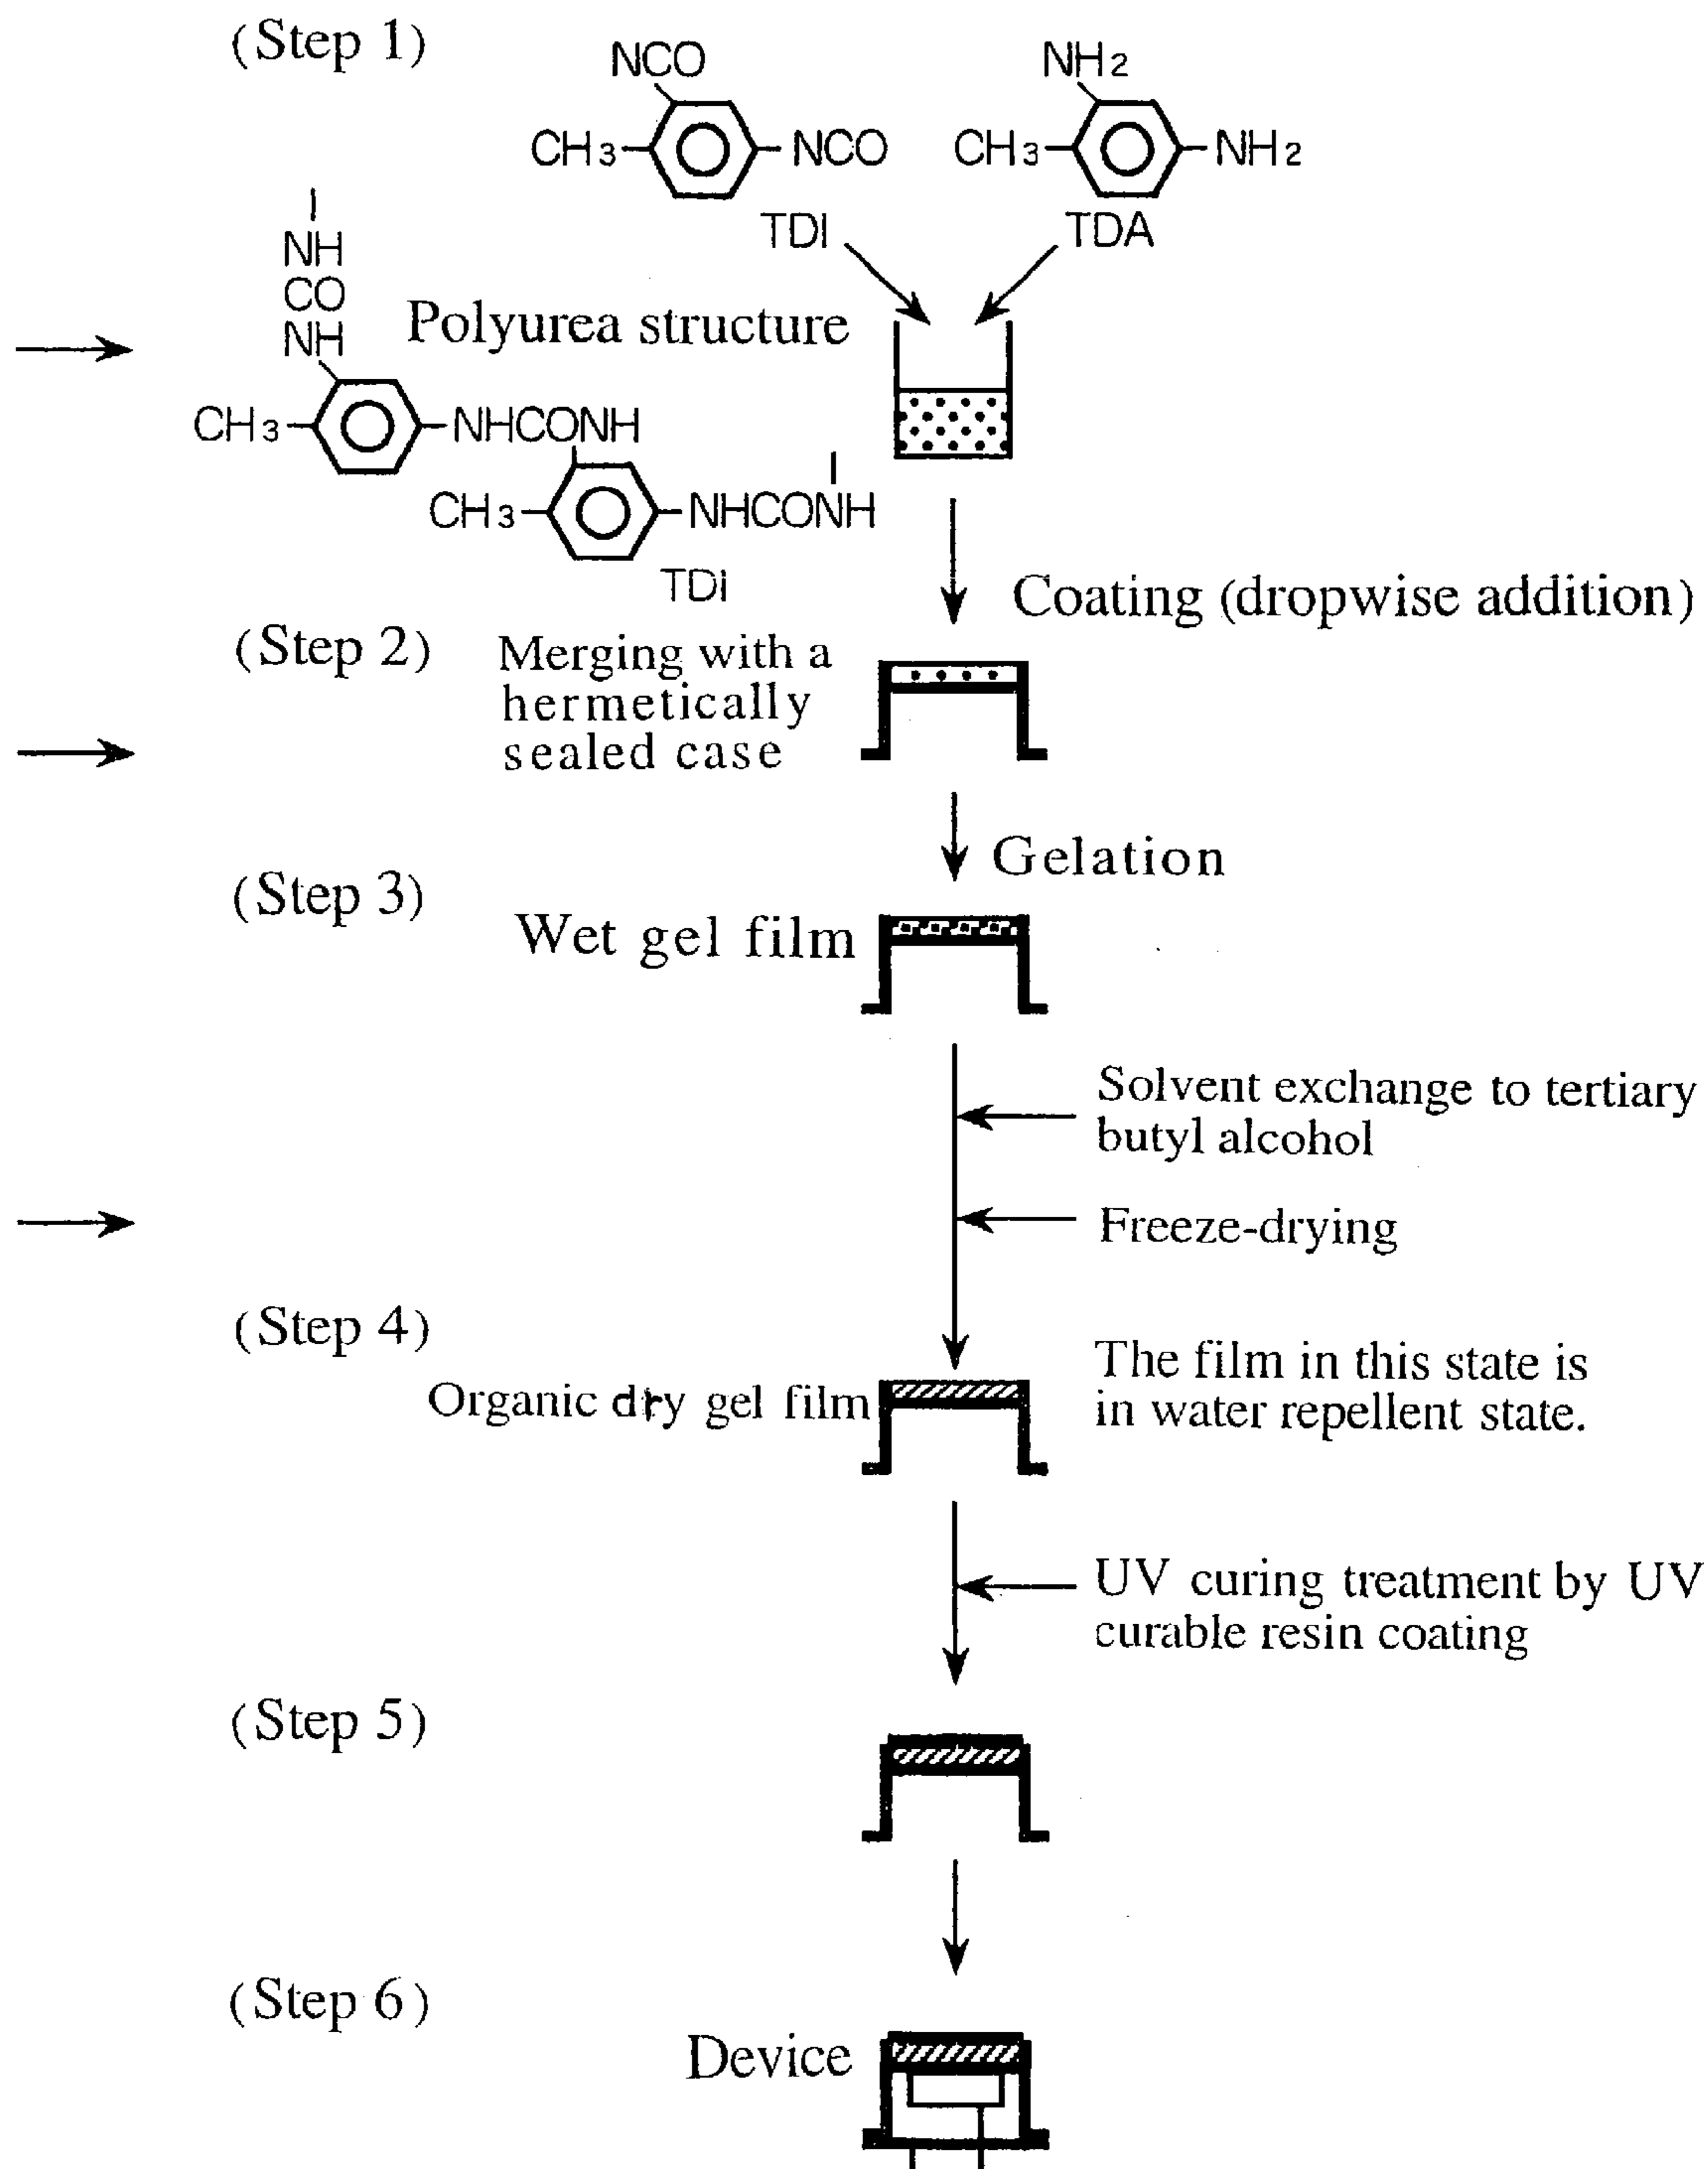 (Step 1)
NCO
CH3
NCO
TDI
NH2
CH3
NH2
TDA
NH
CO
NH
Polyurea structure
CH3
NHCONH
CH3
NHCONH
TDi
Coating (dropwise addition)
(Step 2)
Merging with a
hermetically
sealed case
Gelation
(Step 3)
Wet gel film
Solvent exchange to tertiary
butyl alcohol
Freeze-drying
(Step 4)
Organic dry gel film
The film in this state is
in water repellent state.
UV curing treatment by UV
curable resin coating
(Step 5)
(Step 6)
Device